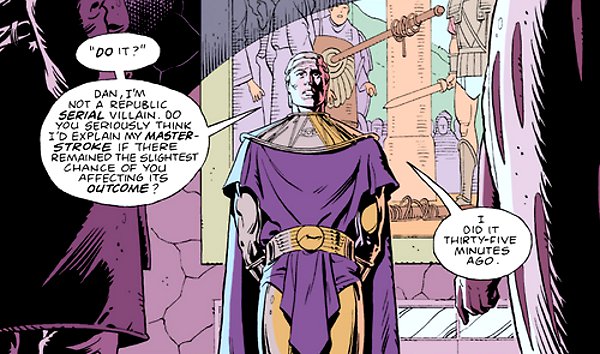 "DO IT?"
DAN, I'M
NOT A REPUBLIC
SERIAL VILLAIN. DO
YOU SERIOUSLY THINK
I'D EXPLAIN MY MASTER-
STROKE IF THERE
REMAINED THE SLIGHTEST
CHANCE OF YOU
AFFECTING ITS
OUTCOME?
I
DID IT
THIRTY-FIVE
MINUTES
AGO.